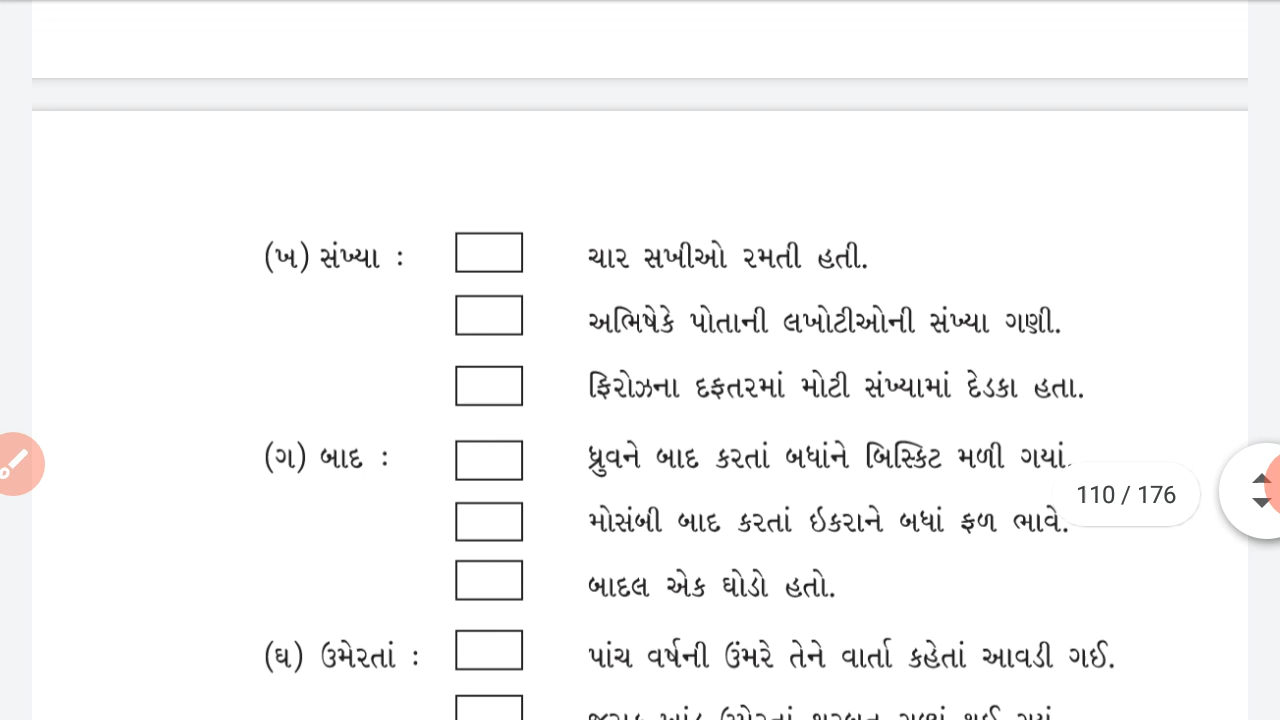 (ખ) સંખ્યા : ચાર સખીઓ રમતી હતી.
અભિષેકે પોતાની લખોટીઓની સંખ્યા ગણી.
ફિરોઝના દફતરમાં મોટી સંખ્યામાં દેડકા હતા.
(ગ) બાદ : ધ્રુવને બાદ કરતાં બધાંને બિસ્કિટ મળી ગયાં.
110 / 176
મોસંબી બાદ કરતાં ઇકરાને બધાં ફળ ભાવે.
બાદલ એક ઘોડો હતો.
(ઘ) ઉમેરતાં : પાંચ વર્ષની ઉંમરે તેને વાર્તા કહેતાં આવડી ગઈ.